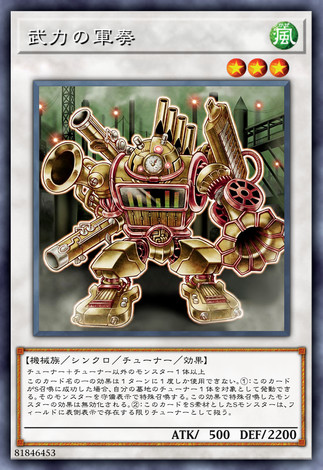 武力の軍奏
風
【機械族／シンクロ／チューナー／効果】
チューナー＋チューナー以外のモンスター１体以上
このカード名の①の効果は１ターンに１度しか使用できない。①：このカード
がS召喚に成功した場合、自分の墓地のチューナー１体を対象として発動でき
る。そのモンスターを守備表示で特殊召喚する。この効果で特殊召喚したモン
スターの効果は無効化される。②：このカードをS素材としたSモンスターは、フ
ィールドに表側表示で存在する限りチューナーとして扱う。
ATK/ 500 DEF/2200
81846453